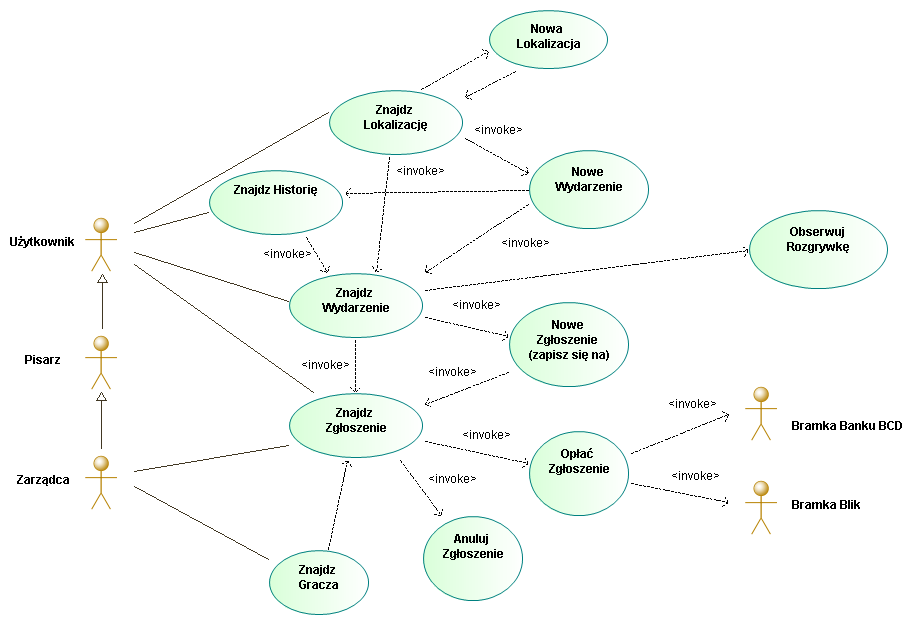 Nowa
Lokalizacja
Znajdz
Lokalizację
<invoke>
<invoke>
Nowe
Wydarzenie
Znajdz Historię
Użytkownik
<invoke>
<invoke>
Obserwuj
Rozgrywkę
Znajdz
Wydarzenie
<invoke>
Nowe
Zgłoszenie
(zapisz się na)
Pisarz
<invoke>
<invoke>
Znajdz
Zgłoszenie
<invoke>
Bramka Banku BCD
<invoke>
Opłać
Zgłoszenie
Zarządca
<invoke>
<invoke>
Bramka Blik
Anuluj
Zgłoszenie
Znajdz
Gracza